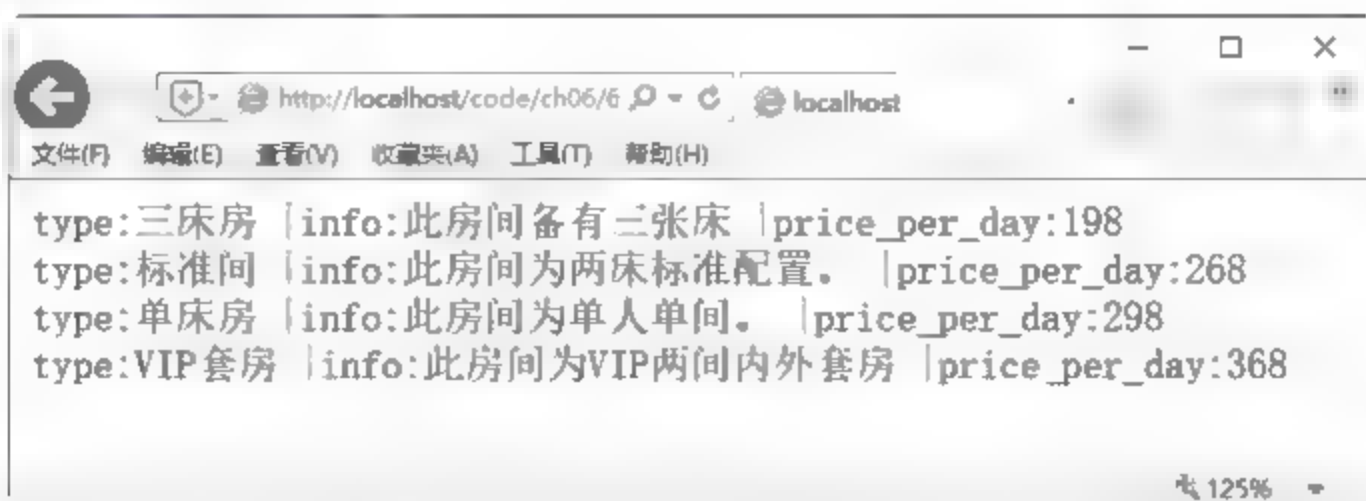 http://localhost/code/ch06/6 localhost
文件(F) 编辑(E) 查看(V) 收藏夹(A) 工具(T) 帮助(H)
type:三床房 |info:此房间备有三张床 |price_per_day:198
type:标准间 |info:此房间为两床标准配置。 |price_per_day:268
type:单床房 |info:此房间为单人单间。 |price_per_day:298
type:VIP套房 |info:此房间为VIP两间内外套房 |price_per_day:368
125%